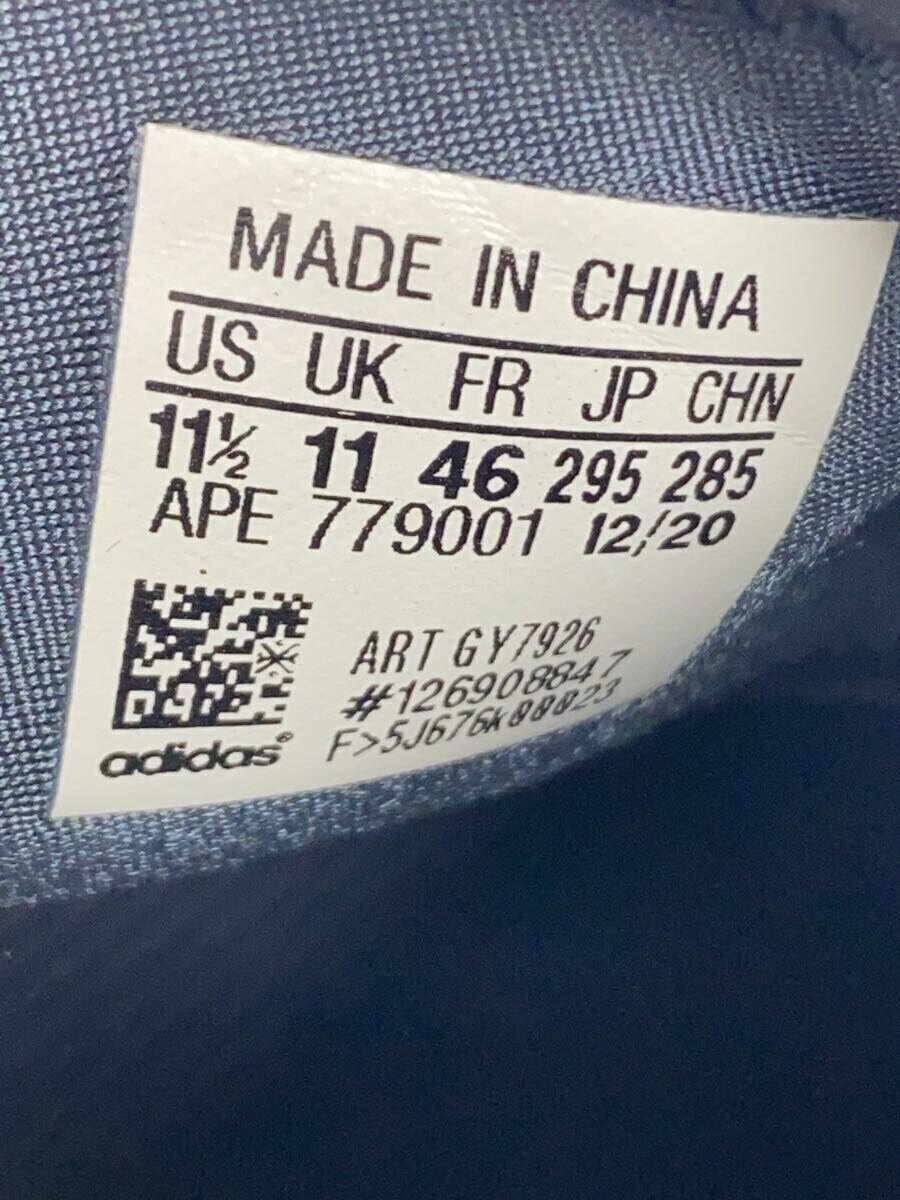 MADE IN CHINA
US UK FR JP CHN
11½ 11 46 295 285
APE 779001 12/20
ART GY7926
#126908847
F>5J676K00023
adidas®